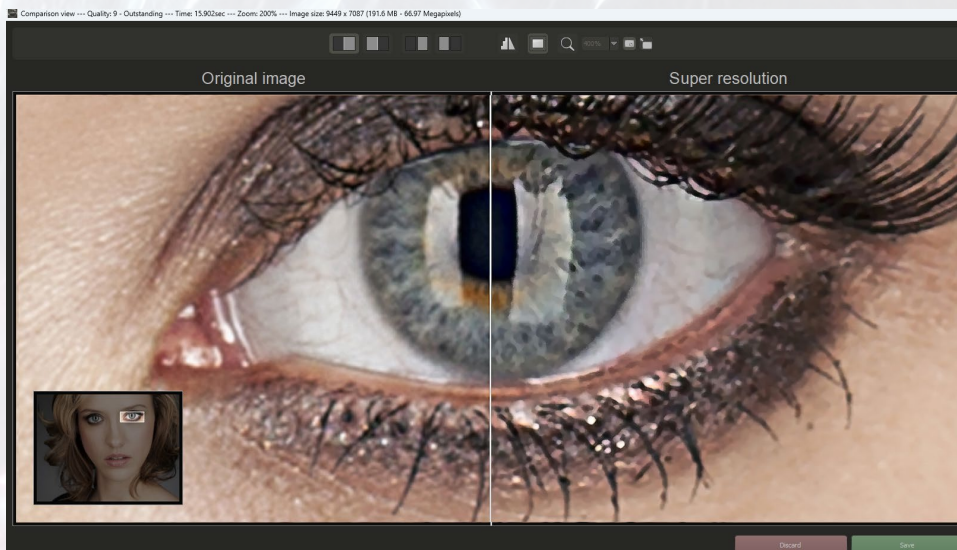 Comparison view --- Quality: 9 - Outstanding --- Time: 15.902sec --- Zoom: 200% --- Image size: 9449 x 7087 (191.6 MB - 66.97 Megapixels)
400%
Original image
Super resolution
Discard
Save